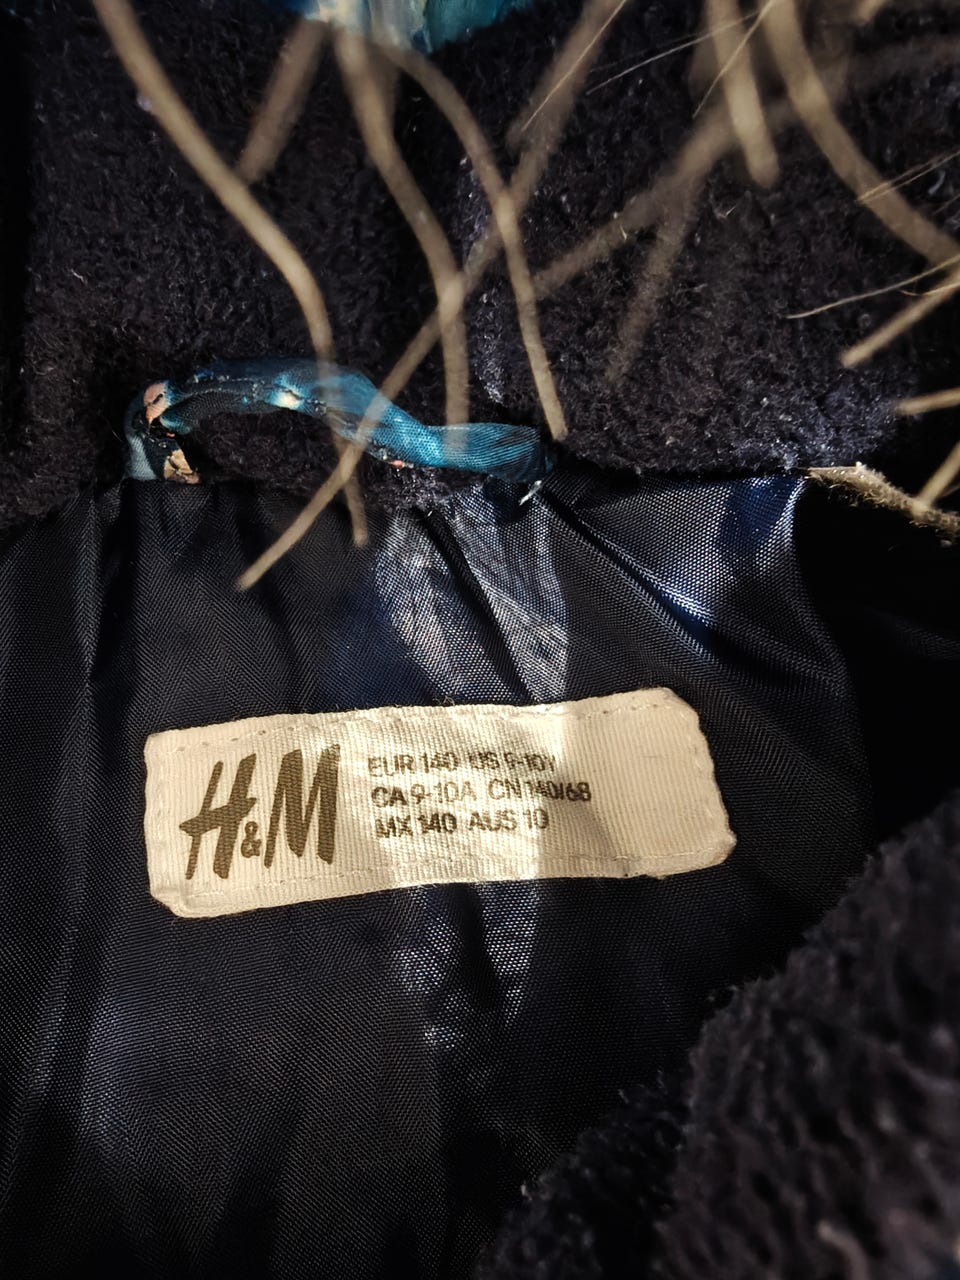 H&M
EUR 140 US 9-10Y
CA 9-10A CN 140/68
MX 140 AUS 10